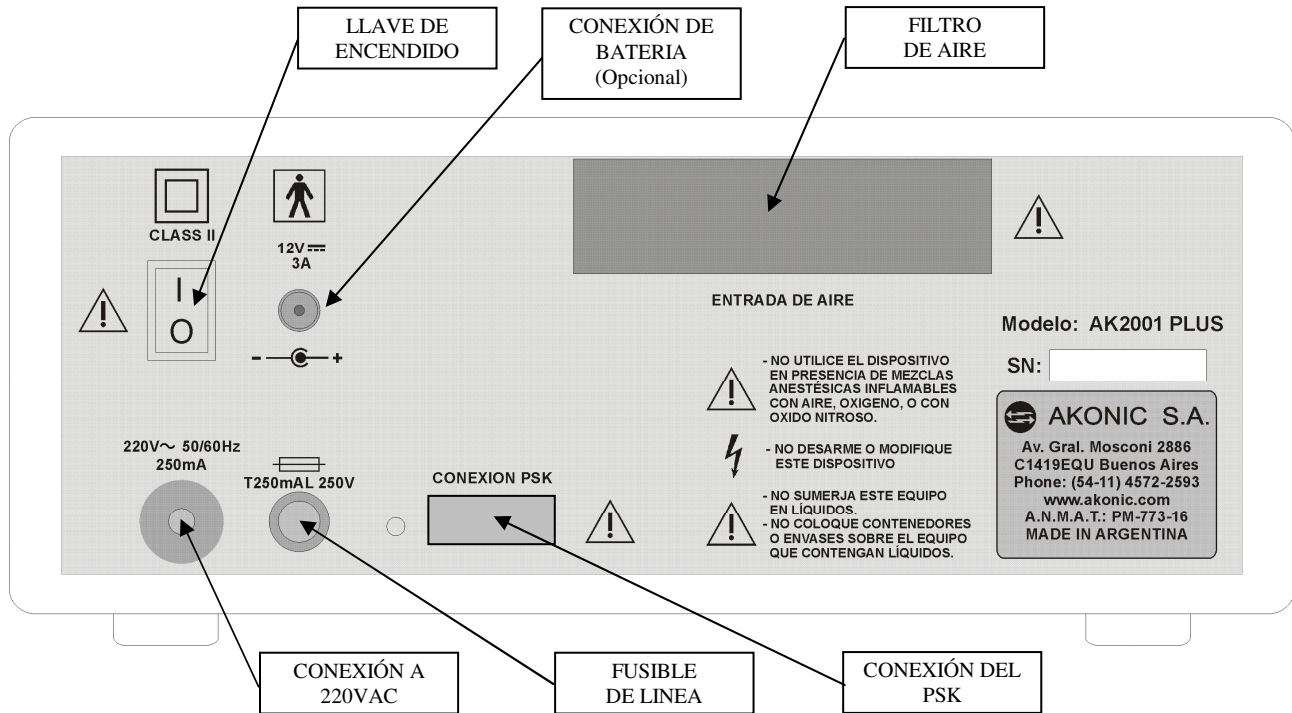 LLAVE DE
ENCENDIDO
CONEXIÓN DE
BATERIA
(Opcional)
FILTRO
DE AIRE
CLASS II
12V
3A
I
O
- +
ENTRADA DE AIRE
Modelo: AK2001 PLUS
SN:
- NO UTILICE EL DISPOSITIVO
EN PRESENCIA DE MEZCLAS
ANESTÉSICAS INFLAMABLES
CON AIRE, OXIGENO, O CON
OXIDO NITROSO.
- NO DESARME O MODIFIQUE
ESTE DISPOSITIVO
- NO SUMERJA ESTE EQUIPO
EN LÍQUIDOS.
- NO COLOQUE CONTENEDORES
O ENVASES SOBRE EL EQUIPO
QUE CONTENGAN LÍQUIDOS.
AKONIC S.A.
Av. Gral. Mosconi 2886
C1419EQU Buenos Aires
Phone: (54-11) 4572-2593
www.akonic.com
A.N.M.A.T.: PM-773-16
MADE IN ARGENTINA
220V~ 50/60Hz
250mA
T250mAL 250V
CONEXION PSK
CONEXIÓN A
220VAC
FUSIBLE
DE LINEA
CONEXIÓN DEL
PSK